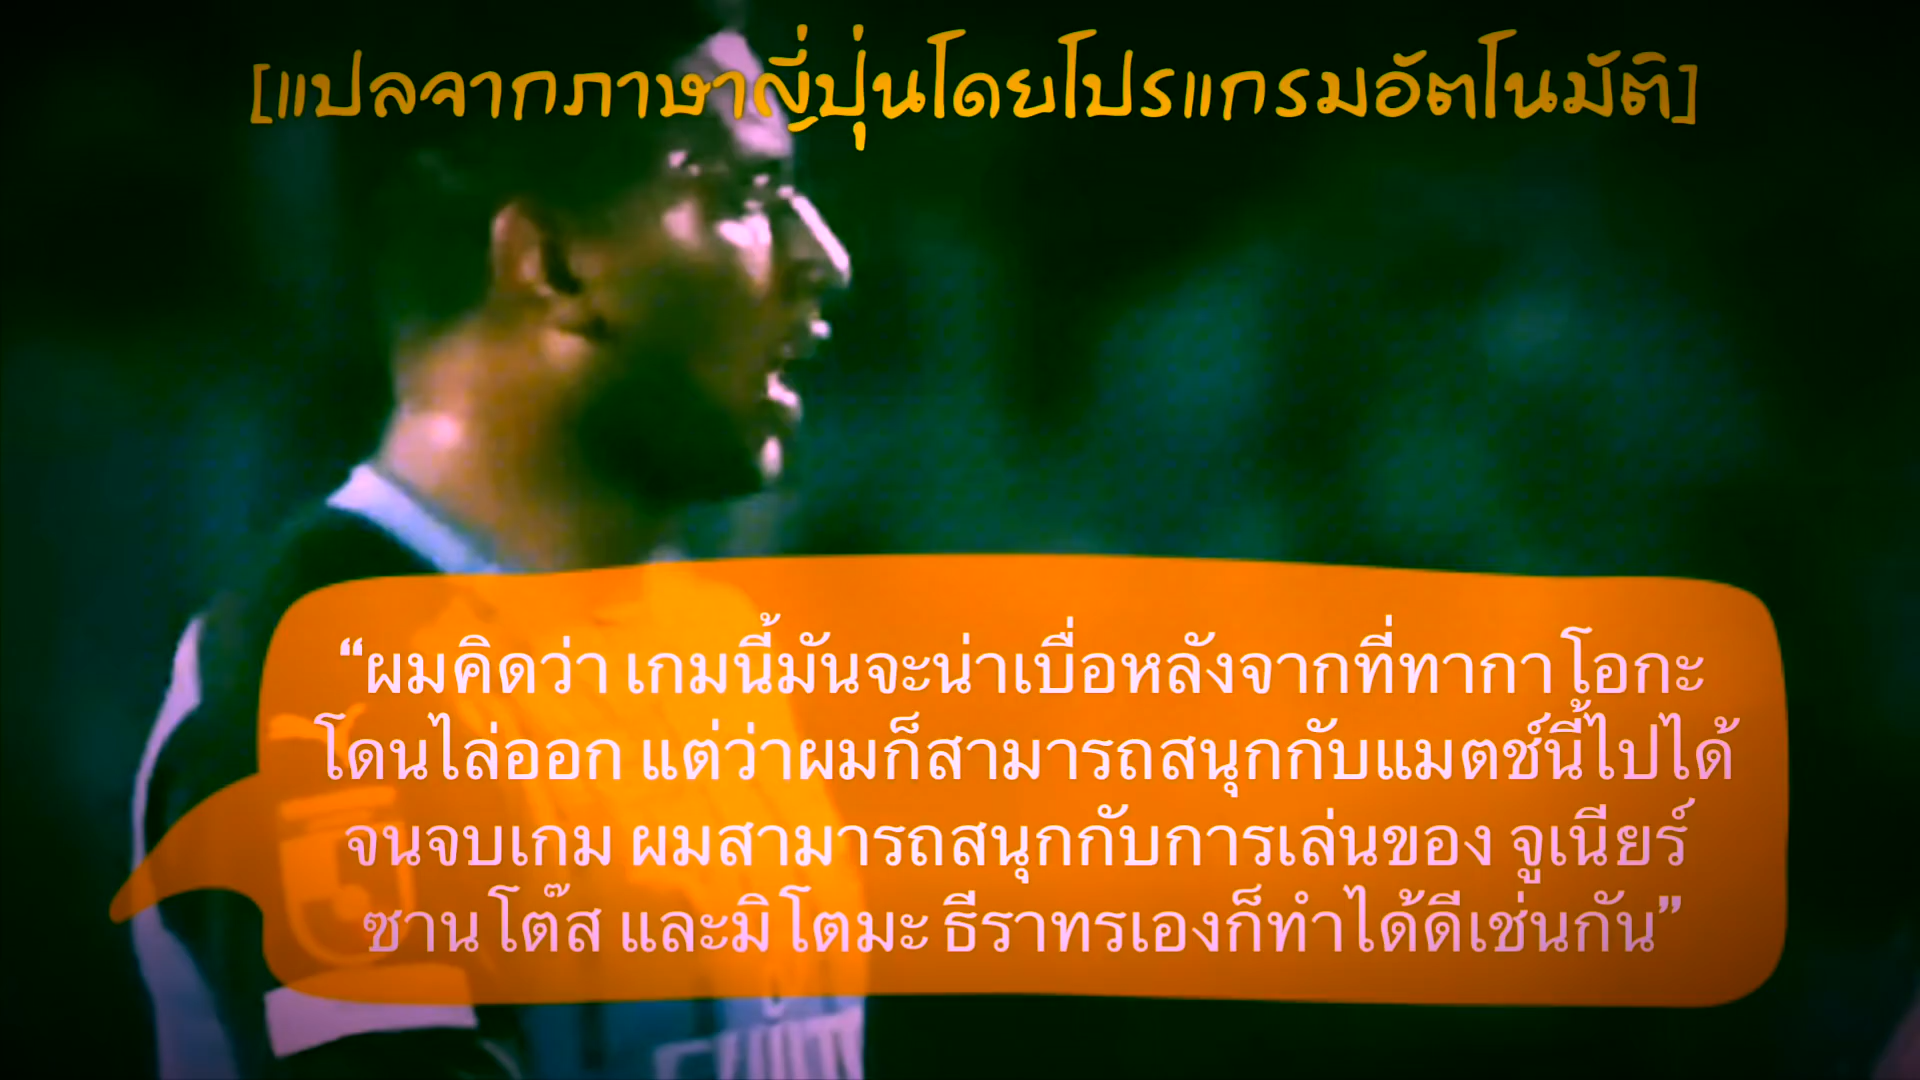 [แปลจากภาษาญี่ปุ่นโดยโปรแกรมอัตโนมัติ]
“ผมคิดว่า เกมนี้มันจะน่าเบื่อหลังจากที่ทากาโอกะ
โดนไล่ออก แต่ว่าผมก็สามารถสนุกกับแมตช์นี้ไปได้
จนจบเกม ผมสามารถสนุกกับการเล่นของ จูเนียร์
ซานโต๊ส และมิโตมะ ธีราทรเองก็ทำได้ดีเช่นกัน”